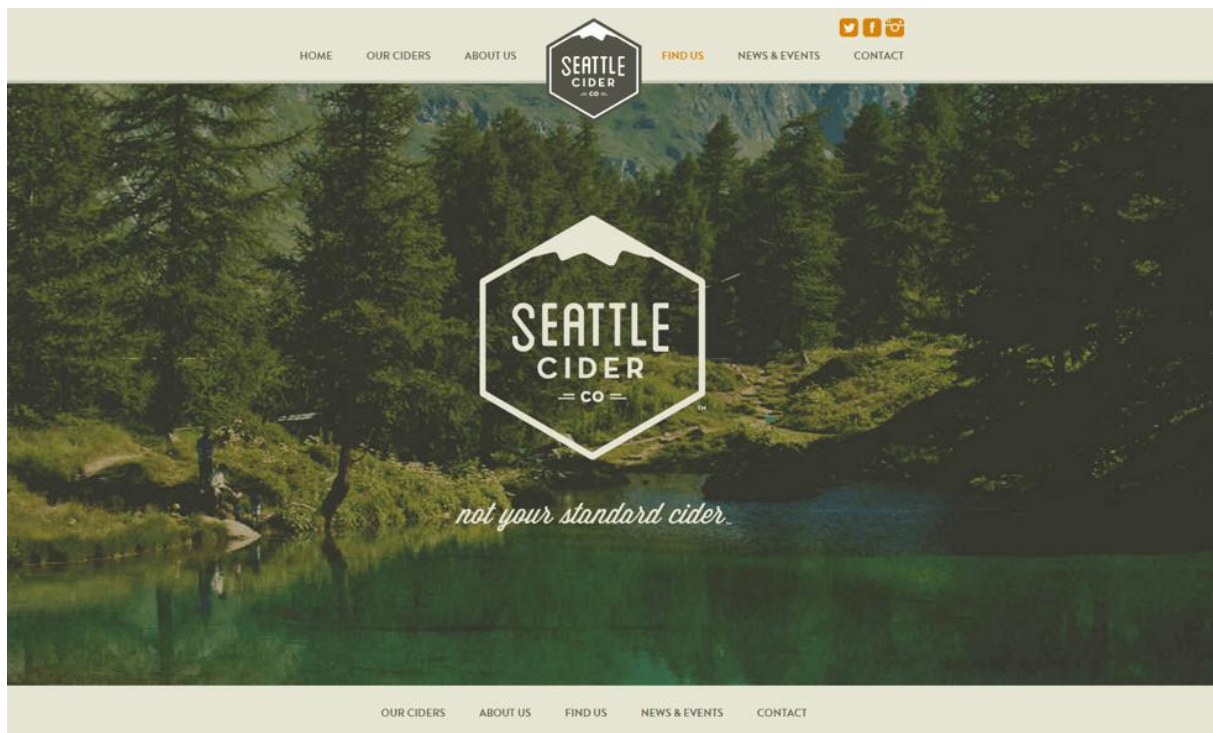 HOME OUR CIDERS ABOUT US FIND US NEWS & EVENTS CONTACT
SEATTLE
CIDER
CO
SEATTLE
CIDER
CO
TM
not your standard cider
OUR CIDERS ABOUT US FIND US NEWS & EVENTS CONTACT